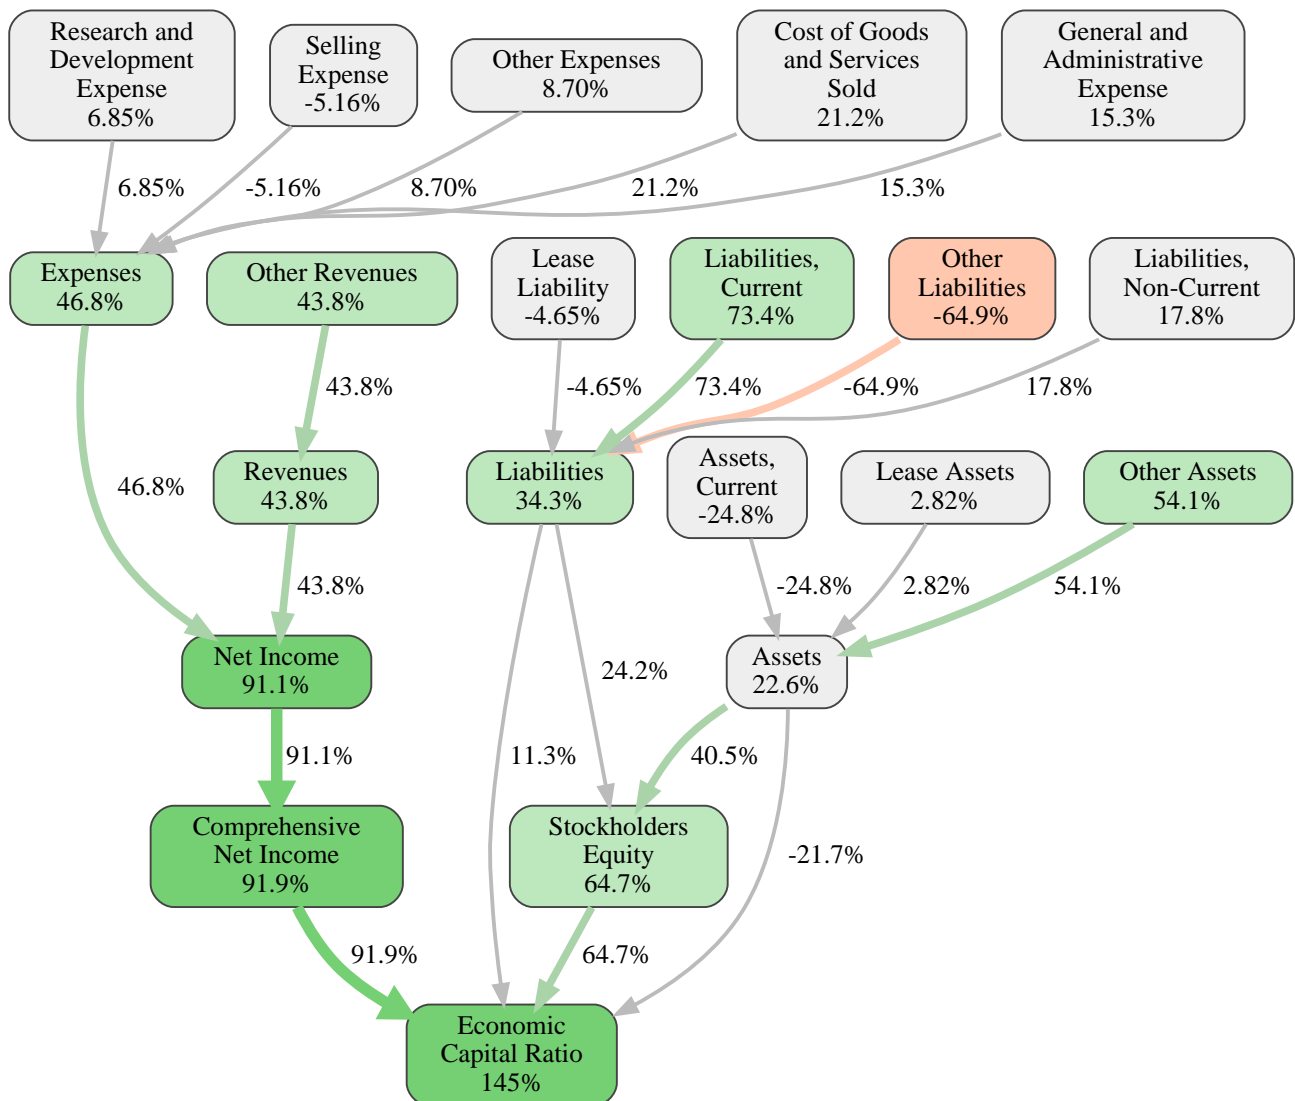 Research and
Development
Expense
6.85%
Selling
Expense
-5.16%
Other Expenses
8.70%
Cost of Goods
and Services
Sold
21.2%
General and
Administrative
Expense
15.3%
6.85%
-5.16%
8.70%
21.2%
15.3%
Expenses
46.8%
Other Revenues
43.8%
Lease
Liability
-4.65%
Liabilities,
Current
73.4%
Other
Liabilities
-64.9%
Liabilities,
Non-Current
17.8%
43.8%
-4.65%
73.4%
-64.9%
17.8%
46.8%
Revenues
43.8%
Liabilities
34.3%
Assets,
Current
-24.8%
Lease Assets
2.82%
Other Assets
54.1%
43.8%
-24.8%
2.82%
54.1%
Net Income
91.1%
24.2%
Assets
22.6%
91.1%
11.3%
40.5%
Comprehensive
Net Income
91.9%
Stockholders
Equity
64.7%
-21.7%
91.9%
64.7%
Economic
Capital Ratio
145%